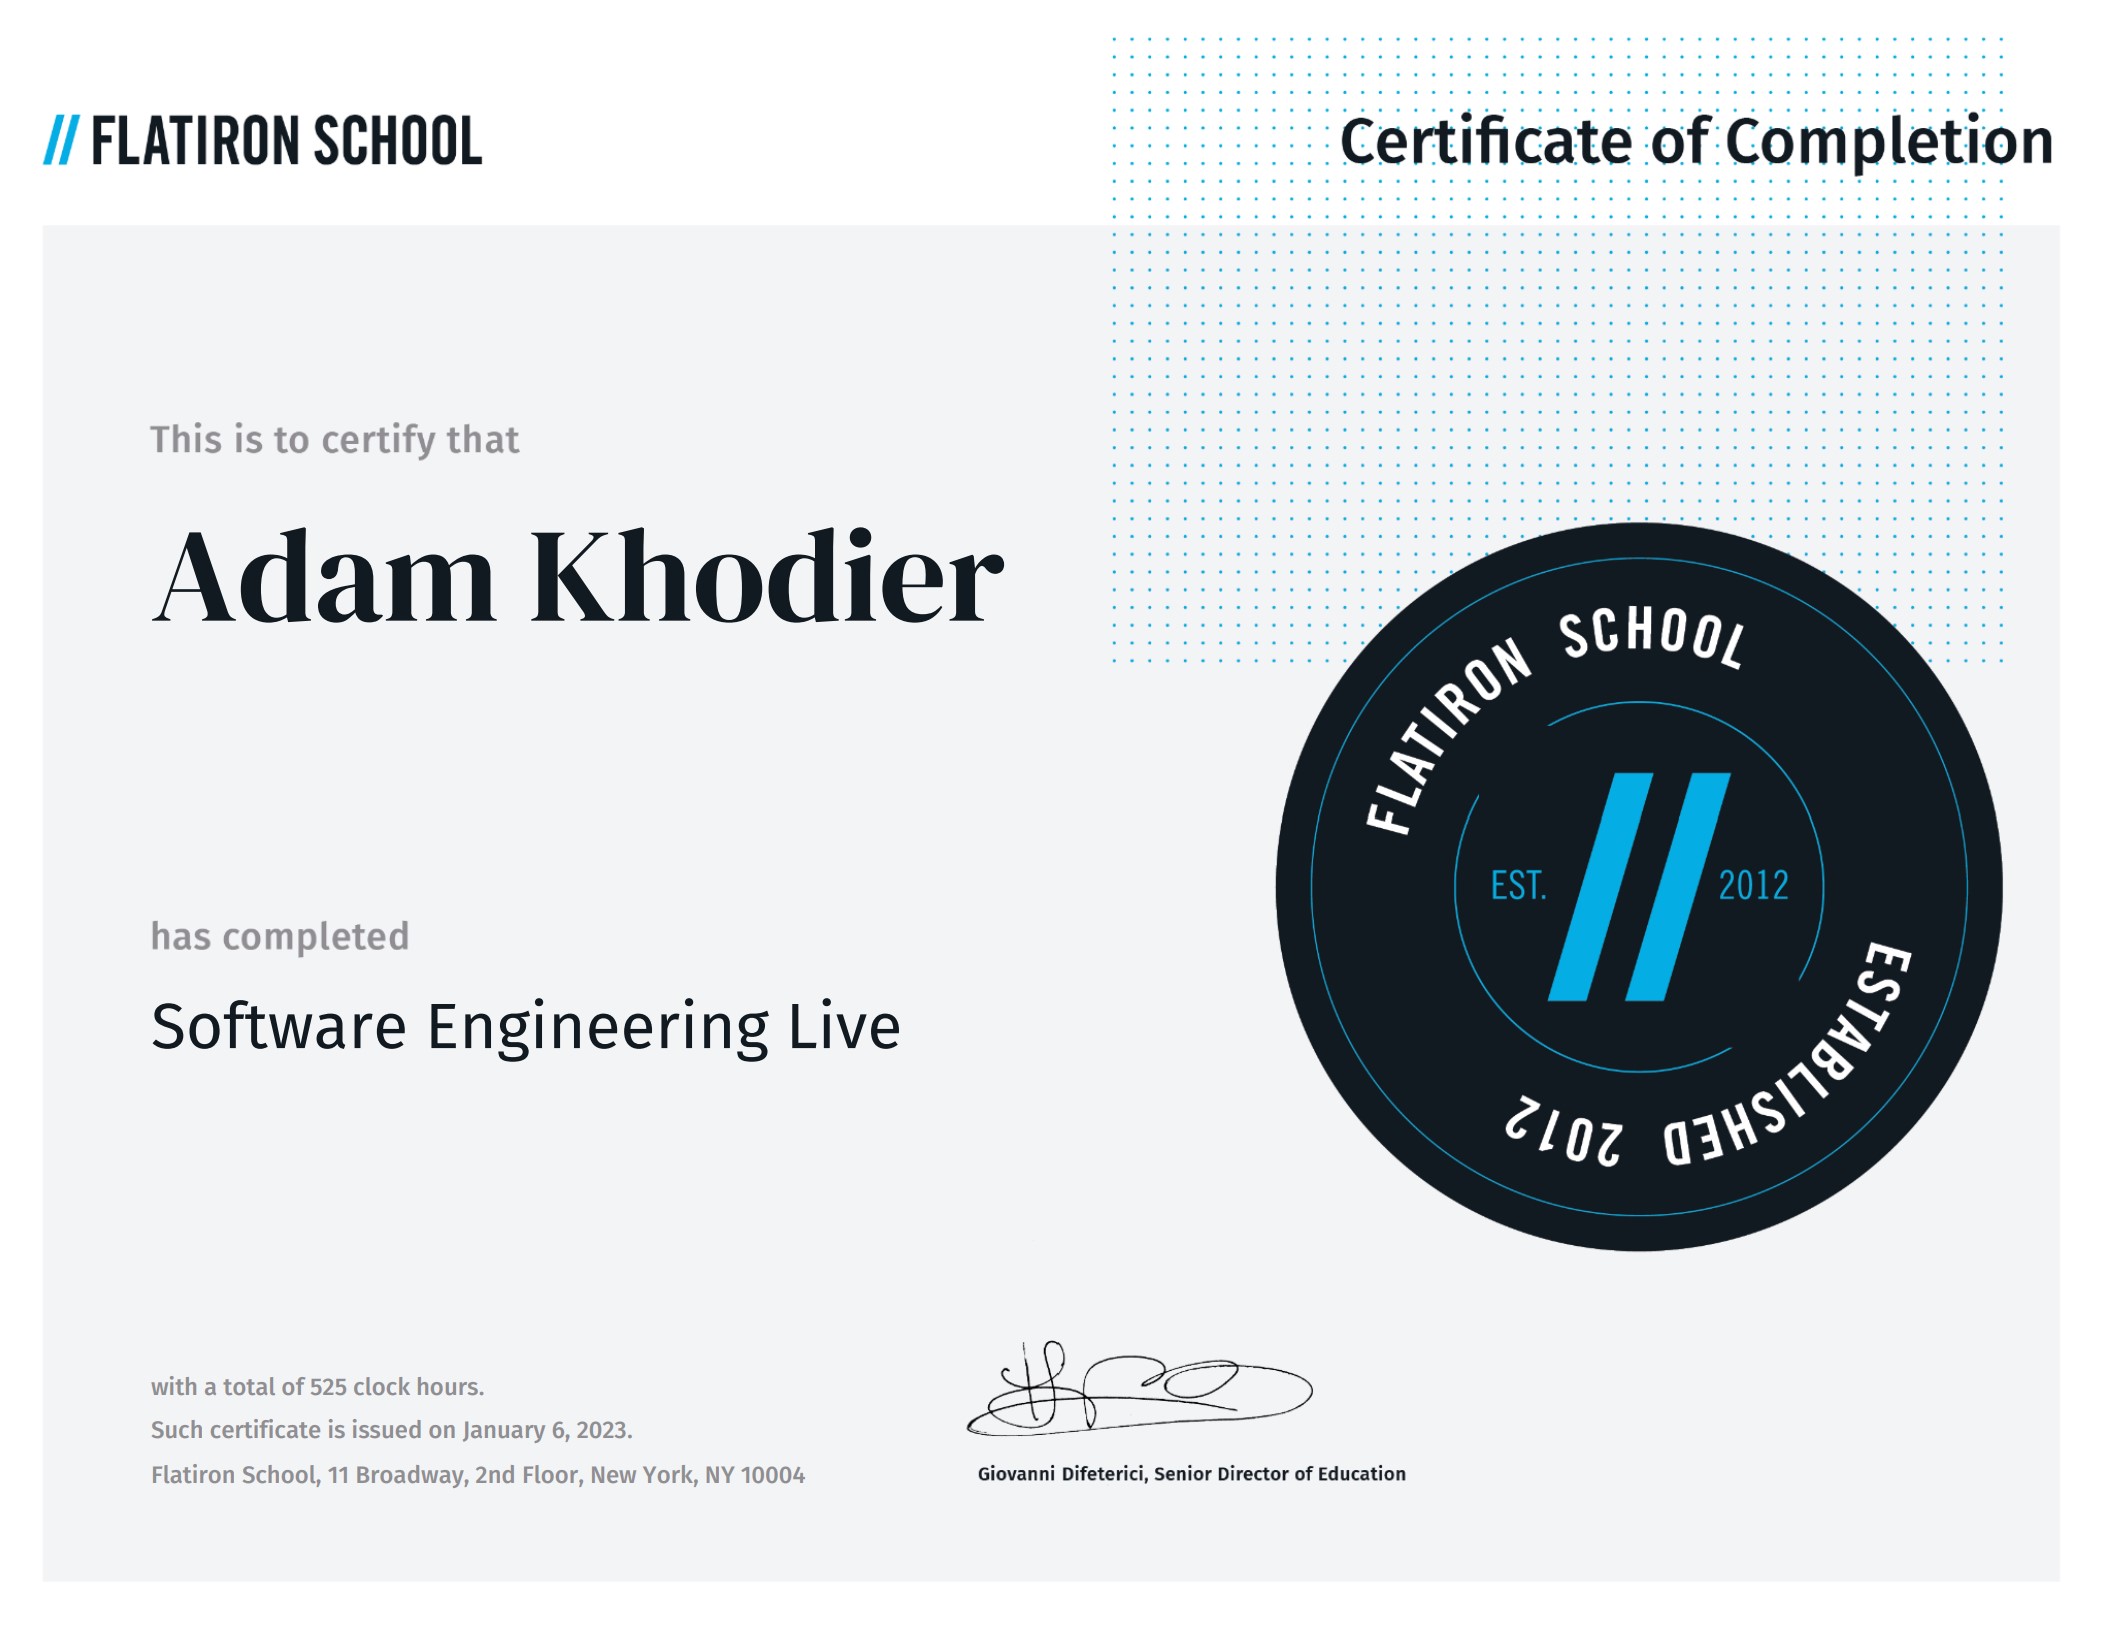 // FLATIRON SCHOOL
Certificate of Completion
This is to certify that
Adam Khodier
has completed
Software Engineering Live
FLATIRON SCHOOL
EST. // 2012
ESTABLISHED 2012
with a total of 525 clock hours.
Such certificate is issued on January 6, 2023.
Flatiron School, 11 Broadway, 2nd Floor, New York, NY 10004
Giovanni Difeterici, Senior Director of Education